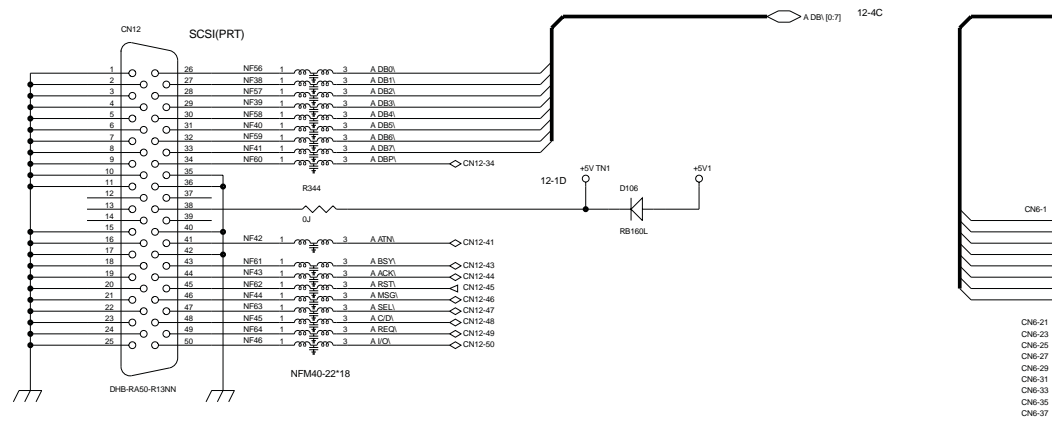 CN12
SCSI(PRT)
A DB\ [0:7]
12-4C
1 26 NF56 1 3 A DB0\
2 27 NF38 1 3 A DB1\
3 28 NF57 1 3 A DB2\
4 29 NF39 1 3 A DB3\
5 30 NF58 1 3 A DB4\
6 31 NF40 1 3 A DB5\
7 32 NF59 1 3 A DB6\
8 33 NF41 1 3 A DB7\
9 34 NF60 1 3 A DBP\ CN12-34
10 35
11 36
12 37
13 38
14 39
15 40
16 41 NF42 1 3 A ATN\ CN12-41
17 42
18 43 NF61 1 3 A BSY\ CN12-43
19 44 NF43 1 3 A ACK\ CN12-44
20 45 NF62 1 3 A RST\ CN12-45
21 46 NF44 1 3 A MSG\ CN12-46
22 47 NF63 1 3 A SEL\ CN12-47
23 48 NF45 1 3 A C/D\ CN12-48
24 49 NF64 1 3 A REQ\ CN12-49
25 50 NF46 1 3 A I/O\ CN12-50
R344
0J
12-1D
+5V TN1
D106
RB160L
+5V1
NFM40-22*18
DHB-RA50-R13NN
CN6-1
CN6-21
CN6-23
CN6-25
CN6-27
CN6-29
CN6-31
CN6-33
CN6-35
CN6-37